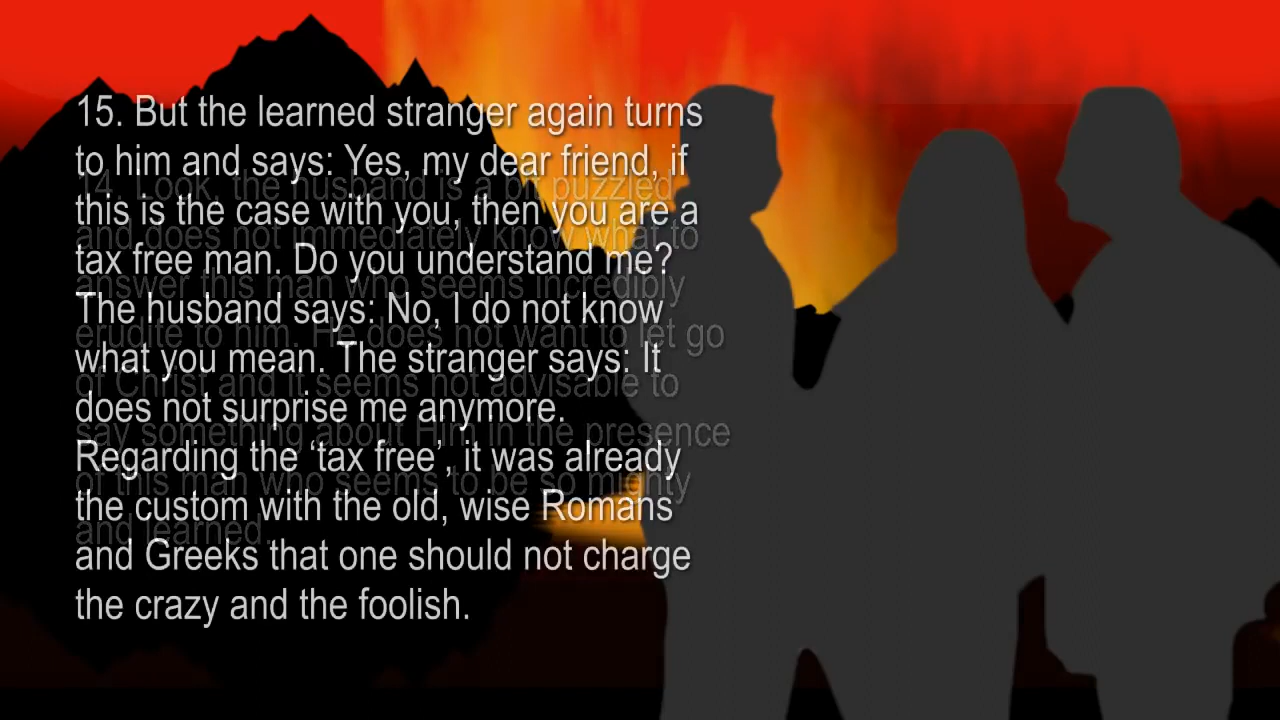 15. But the learned stranger again turns
to him and says: Yes, my dear friend, if
this is the case with you, then you are a
tax free man. Do you understand me?
The husband says: No, I do not know
what you mean. The stranger says: It
does not surprise me anymore.
Regarding the ‘tax free’, it was already
the custom with the old, wise Romans
and Greeks that one should not charge
the crazy and the foolish.
4. Look, the husband is a bit puzzled
and does not immediately know what to
answer this man who seems incredibly
erudite to him. He does not want to let go
of Christ and it seems not advisable to
say something about Him in the presence
of this man who seems to be so mighty
and learned.